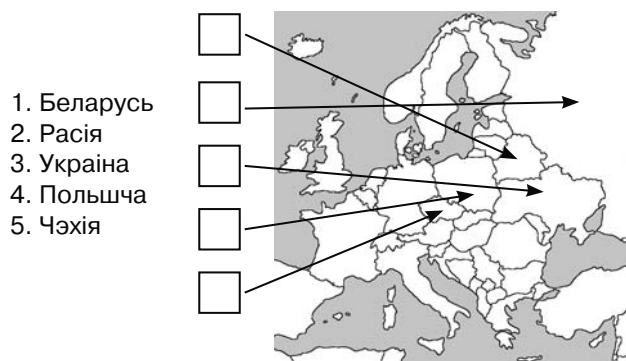 1. Беларусь
2. Расія
3. Украіна
4. Польшча
5. Чэхія